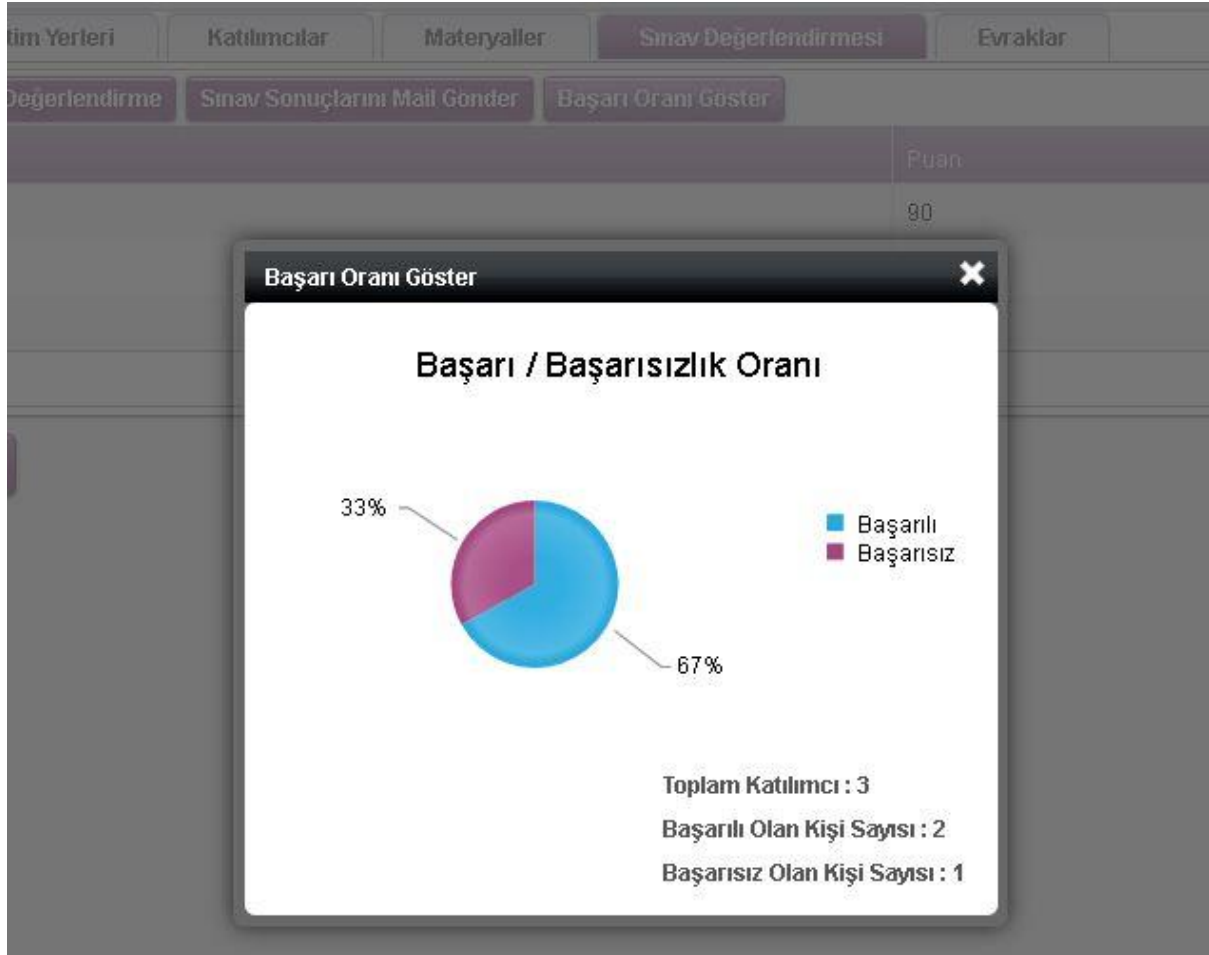 tim Yerleri Katılımcılar Materyaller Sınav Değerlendirmesi Evraklar
Değerlendirme Sınav Sonuçlarını Mail Gönder Başarı Oranı Göster
Puan
90
Başarı Oranı Göster
Başarı / Başarısızlık Oranı
33%
Başarılı
Başarısız
67%
Toplam Katılımcı : 3
Başarılı Olan Kişi Sayısı : 2
Başarısız Olan Kişi Sayısı : 1